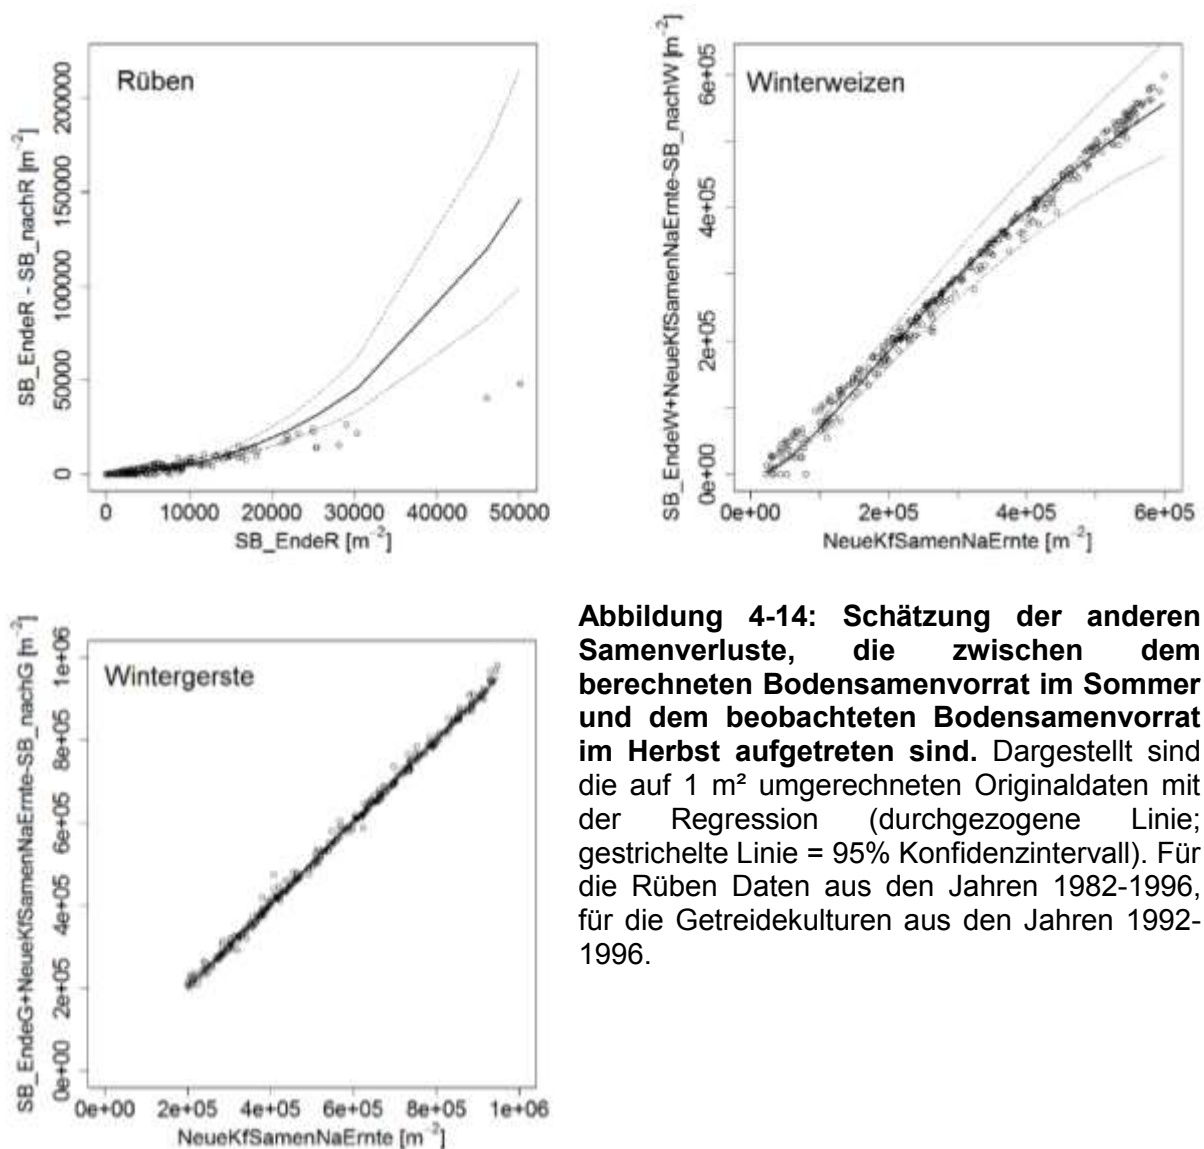 Rüben
SB_EndeR - SB_nachR [m⁻²]
200000
150000
100000
50000
0
0 10000 20000 30000 40000 50000
SB_EndeR [m⁻²]
Winterweizen
SB_EndeW+NeueKfSamenNaErnte-SB_nachW [m⁻²]
6e+05
4e+05
2e+05
0e+00
0e+00 2e+05 4e+05 6e+05
NeueKfSamenNaErnte [m⁻²]
Wintergerste
SB_EndeG+NeueKfSamenNaErnte-SB_nachG [m⁻²]
1e+06
8e+05
6e+05
4e+05
2e+05
0e+00
0e+00 2e+05 4e+05 6e+05 8e+05 1e+06
NeueKfSamenNaErnte [m⁻²]
Abbildung 4-14: Schätzung der anderen
Samenverluste, die zwischen dem
berechneten Bodensamenvorrat im Sommer
und dem beobachteten Bodensamenvorrat
im Herbst aufgetreten sind. Dargestellt sind
die auf 1 m² umgerechneten Originaldaten mit
der Regression (durchgezogene Linie;
gestrichelte Linie = 95% Konfidenzintervall). Für
die Rüben Daten aus den Jahren 1982-1996,
für die Getreidekulturen aus den Jahren 1992-
1996.